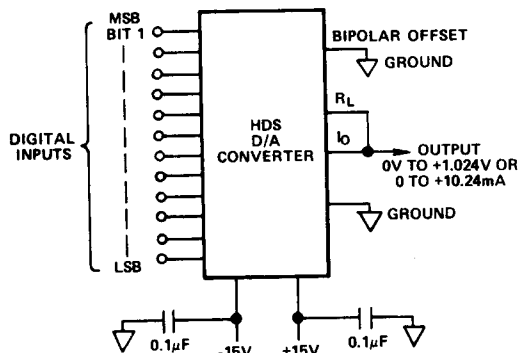 MSB
BIT 1
BIPOLAR OFFSET
GROUND
R_L
HDS
D/A
CONVERTER
I_O
DIGITAL
INPUTS
OUTPUT
0V TO +1.024V OR
0 TO +10.24mA
GROUND
LSB
0.1μF
-15V
+15V
0.1μF